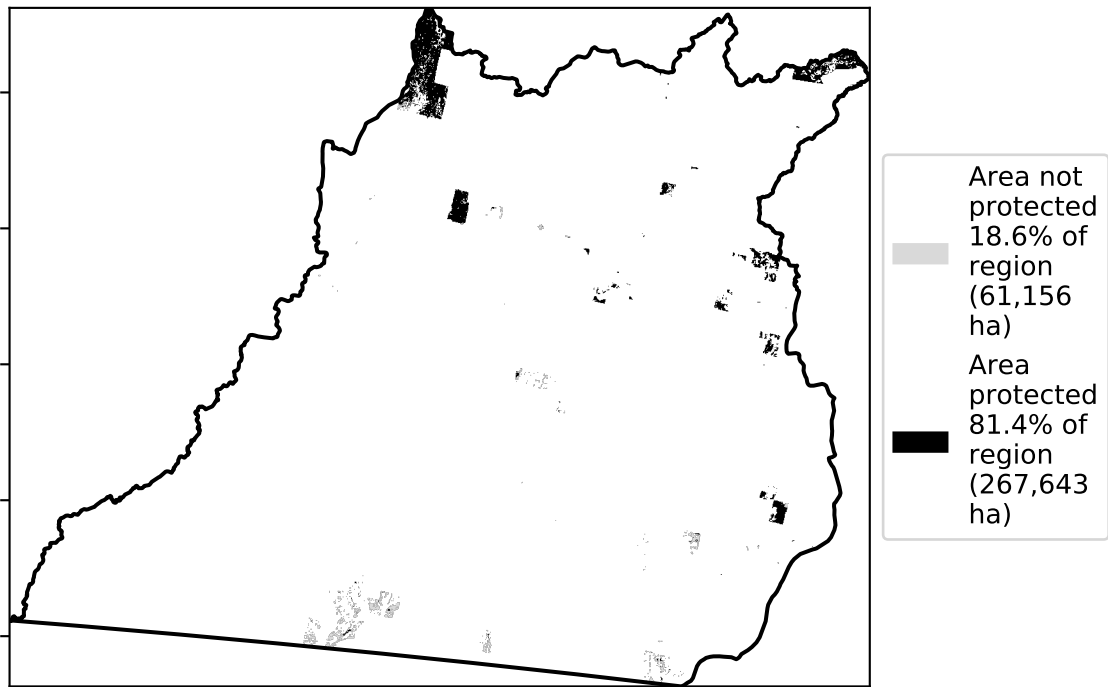 Area not
protected
18.6% of
region
(61,156
ha)
Area
protected
81.4% of
region
(267,643
ha)